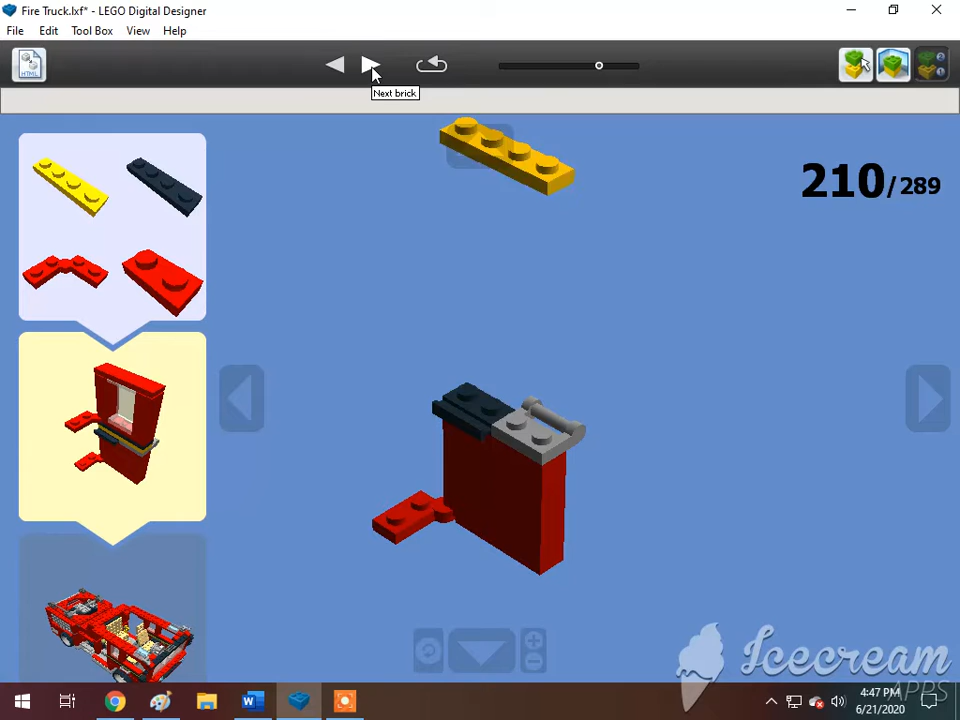 Fire Truck.lxf* - LEGO Digital Designer
File Edit Tool Box View Help
HTML
Next brick
210/289
Icecream
APPS
4:47 PM
6/21/2020